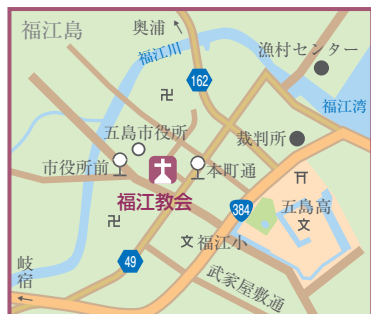 福江島
奥浦
福江川
162
漁村センター
福江湾
五島市役所
裁判所
市役所前
本町通
福江教会
384
五島高
文
49
文 福江小
岐宿
武家屋敷通